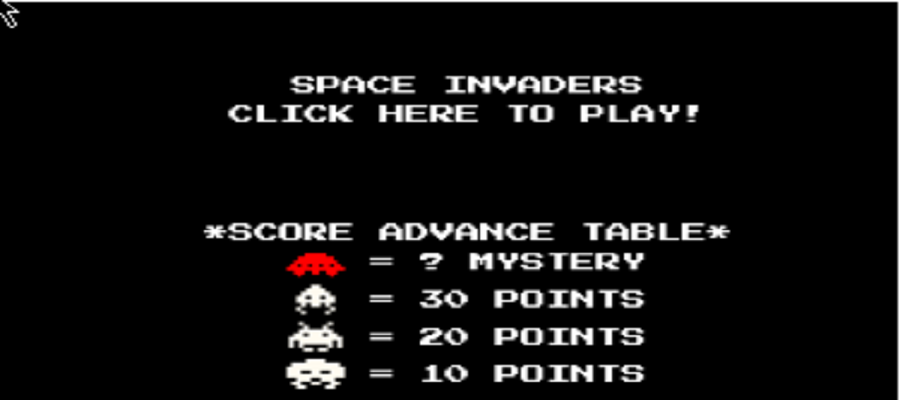 SPACE INVADERS
CLICK HERE TO PLAY!
*SCORE ADVANCE TABLE*
= ? MYSTERY
= 30 POINTS
= 20 POINTS
= 10 POINTS